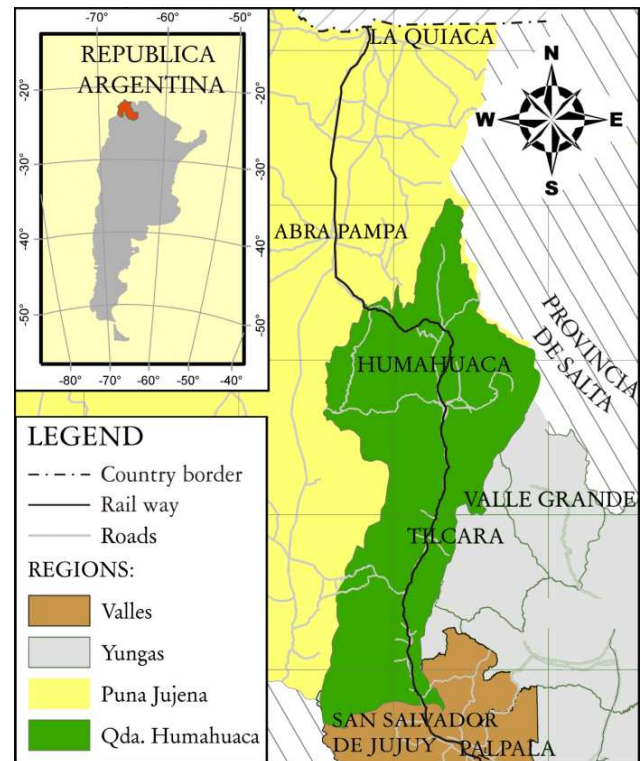 REPUBLICA
ARGENTINA
-70° -60°
-20°
-30°
-40°
-50°
-20°
-30°
-40°
-50°
-80° -70° -60° -50° -40°
LA QUIACA
N
W E
S
ABRA PAMPA
PROVINCIA
DE SALTA
HUMAHUACA
VALLE GRANDE
TILCARA
SAN SALVADOR
DE JUJUY
PALPALA
LEGEND
Country border
Rail way
Roads
REGIONS:
Valles
Yungas
Puna Jujena
Qda. Humahuaca